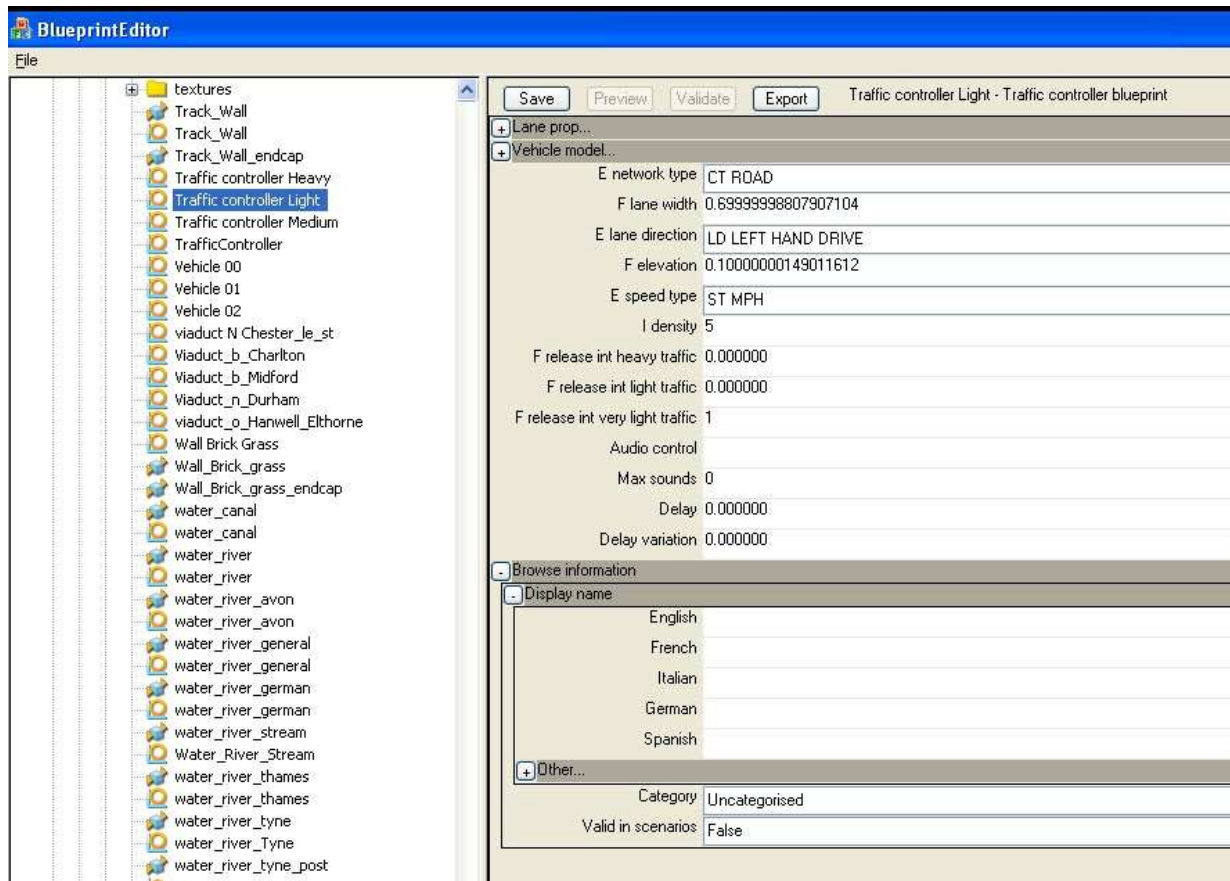 BlueprintEditor
File
textures
Track_Wall
Track_Wall
Track_Wall_endcap
Traffic controller Heavy
Traffic controller Light
Traffic controller Medium
TrafficController
Vehicle 00
Vehicle 01
Vehicle 02
viaduct N Chester_le_st
Viaduct_b_Charlton
Viaduct_b_Midford
Viaduct_n_Durham
viaduct_o_Hanwell_Elthorne
Wall Brick Grass
Wall_Brick_grass
Wall_Brick_grass_endcap
water_canal
water_canal
water_river
water_river
water_river_avon
water_river_avon
water_river_general
water_river_general
water_river_german
water_river_german
water_river_stream
Water_River_Stream
water_river_thames
water_river_thames
water_river_tyne
water_river_Tyne
water_river_tyne_post
Save Preview Validate Export Traffic controller Light - Traffic controller blueprint
Lane prop...
Vehicle model...
E network type CT ROAD
F lane width 0.69999998807907104
E lane direction LD LEFT HAND DRIVE
F elevation 0.10000000149011612
E speed type ST MPH
I density 5
F release int heavy traffic 0.000000
F release int light traffic 0.000000
F release int very light traffic 1
Audio control
Max sounds 0
Delay 0.000000
Delay variation 0.000000
Browse information
Display name
English
French
Italian
German
Spanish
Other...
Category Uncategorised
Valid in scenarios False